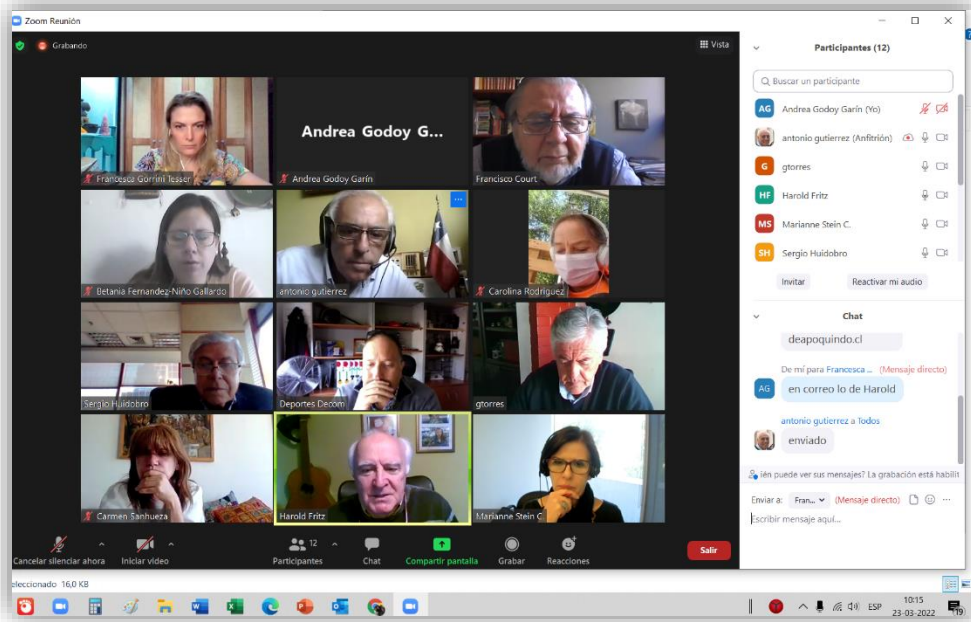 Zoom Reunión
Grabando
Vista
Andrea Godoy G...
Francesca Gorrini Tesser
Andrea Godoy Garín
Francisco Court
Betania Fernandez-Niño Gallardo
antonio gutierrez
Carolina Rodriguez
Sergio Huidobro
Deportes Decom
gtorres
Carmen Sanhueza
Harold Fritz
Marianne Stein C.
Cancelar silenciar ahora
Iniciar video
12
Participantes
Chat
Compartir pantalla
Grabar
Reacciones
Salir
Participantes (12)
Buscar un participante
AG Andrea Godoy Garín (Yo)
antonio gutierrez (Anfitrión)
G gtorres
HF Harold Fritz
MS Marianne Stein C.
SH Sergio Huidobro
Invitar
Reactivar mi audio
Chat
deapoquindo.cl
De mí para Francesca ... (Mensaje directo)
AG en correo lo de Harold
antonio gutierrez a Todos
enviado
ién puede ver sus mensajes? La grabación está habilit
Enviar a: Fran... (Mensaje directo)
Escribir mensaje aquí...
eleccionado 16,0 KB
ESP
10:15
23-03-2022
19